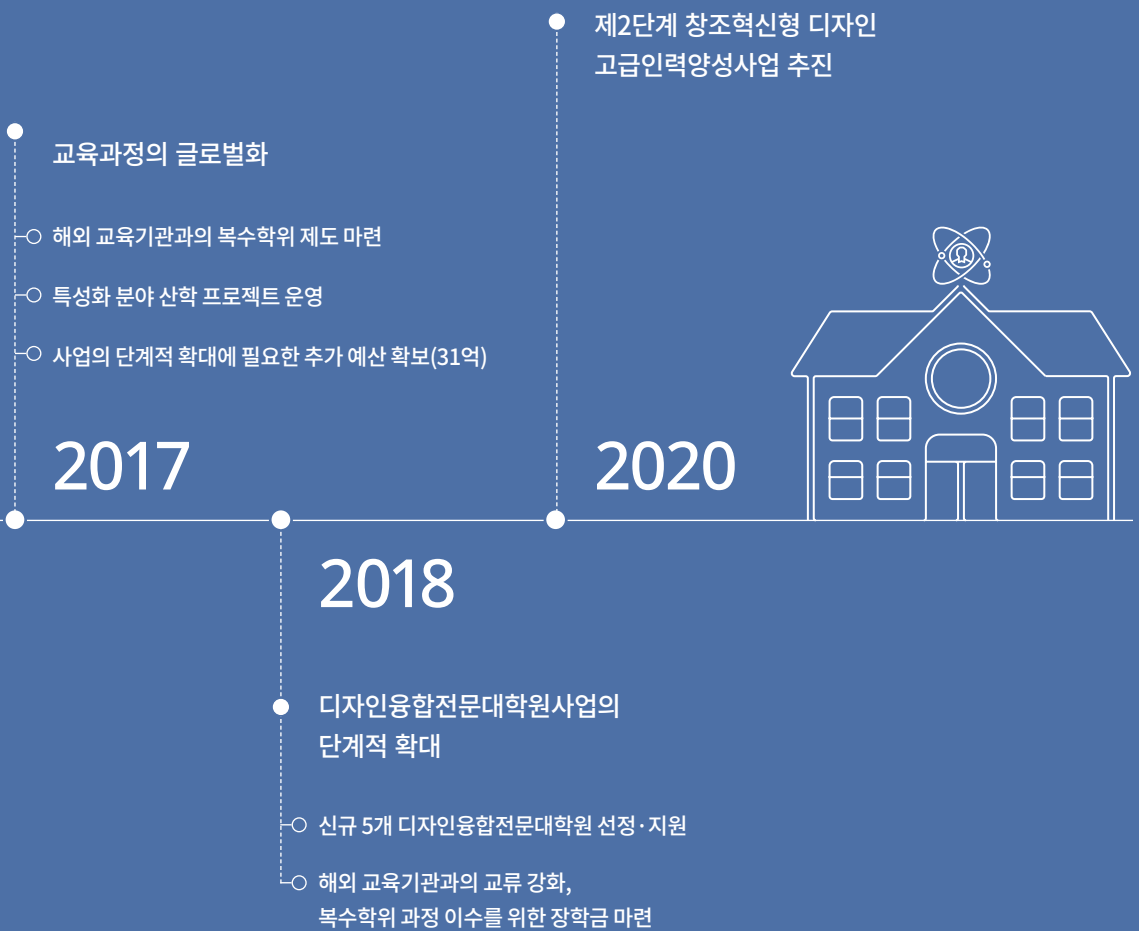 교육과정의 글로벌화
해외 교육기관과의 복수학위 제도 마련
특성화 분야 산학 프로젝트 운영
사업의 단계적 확대에 필요한 추가 예산 확보(31억)
2017
2018
디자인융합전문대학원사업의
단계적 확대
신규 5개 디자인융합전문대학원 선정·지원
해외 교육기관과의 교류 강화,
복수학위 과정 이수를 위한 장학금 마련
제2단계 창조혁신형 디자인
고급인력양성사업 추진
2020